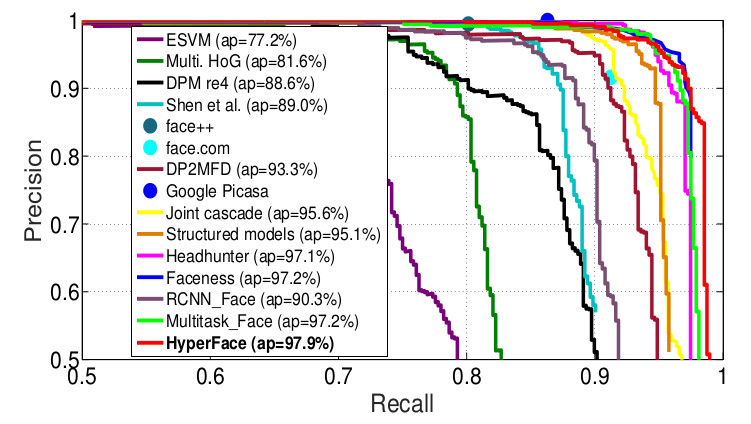 1
0.9
0.8
0.7
0.6
0.5
Precision
ESVM (ap=77.2%)
Multi. HoG (ap=81.6%)
DPM re4 (ap=88.6%)
Shen et al. (ap=89.0%)
face++
face.com
DP2MFD (ap=93.3%)
Google Picasa
Joint cascade (ap=95.6%)
Structured models (ap=95.1%)
Headhunter (ap=97.1%)
Faceness (ap=97.2%)
RCNN_Face (ap=90.3%)
Multitask_Face (ap=97.2%)
HyperFace (ap=97.9%)
0.5 0.6 0.7 0.8 0.9 1
Recall